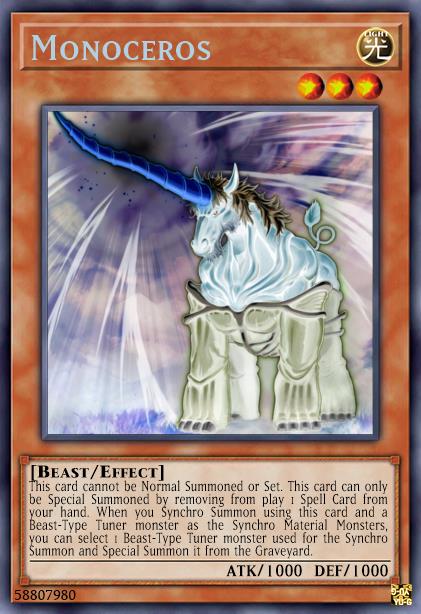 Monoceros
LIGHT
光
[Beast/Effect]
This card cannot be Normal Summoned or Set. This card can only
be Special Summoned by removing from play 1 Spell Card from
your hand. When you Synchro Summon using this card and a
Beast-Type Tuner monster as the Synchro Material Monsters,
you can select 1 Beast-Type Tuner monster used for the Synchro
Summon and Special Summon it from the Graveyard.
ATK/1000 DEF/1000
58807980